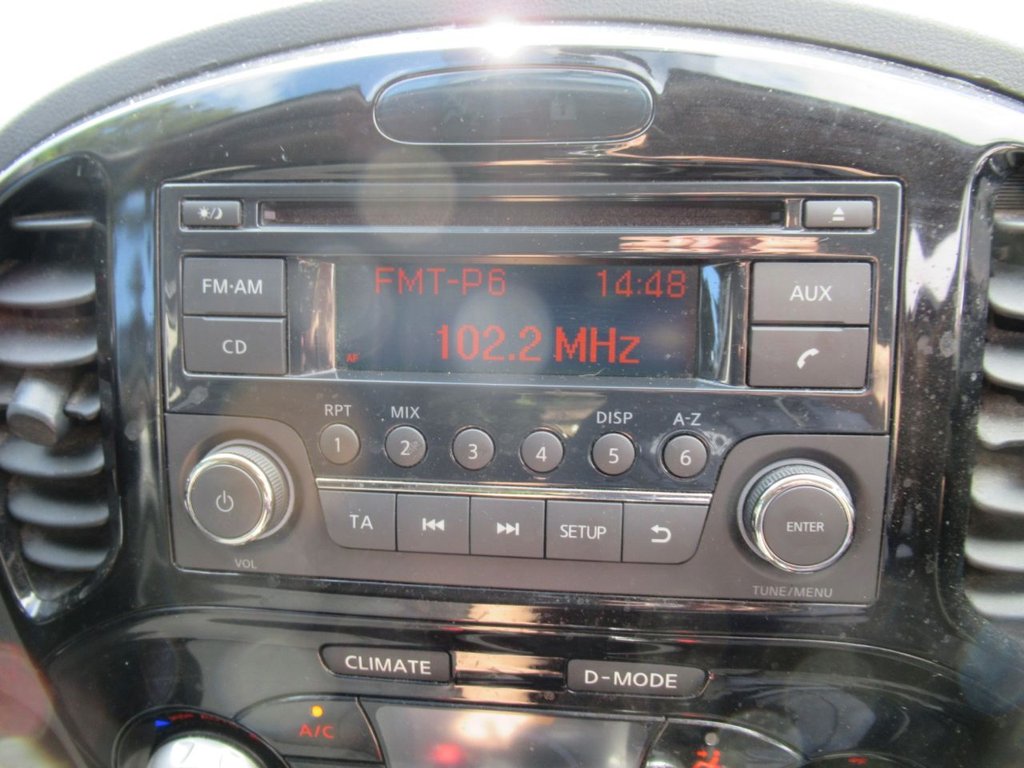 FM·AM
CD
FMT-P6 14:48
AF 102.2 MHz
AUX
RPT MIX DISP A-Z
1 2 3 4 5 6
TA SETUP
ENTER
VOL
TUNE/MENU
CLIMATE D-MODE
A/C